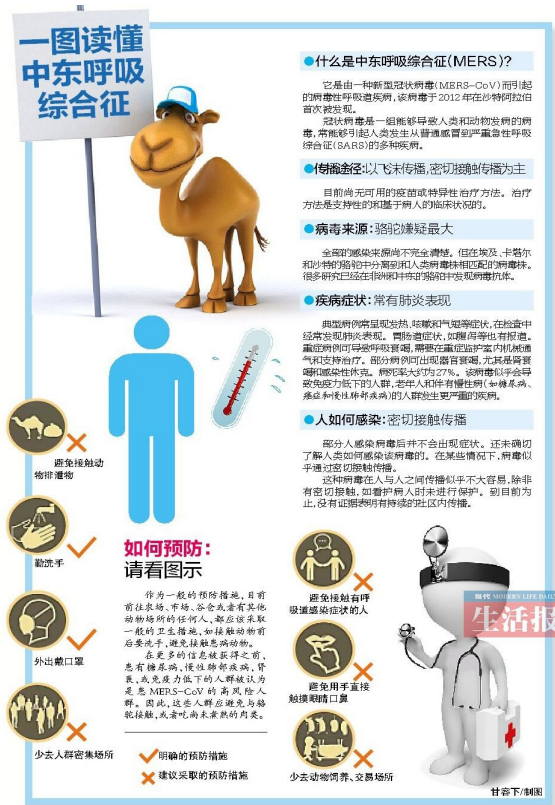 一图读懂
中东呼吸
综合征
●什么是中东呼吸综合征(MERS)?
它是由一种新型冠状病毒(MERS-CoV)而引起
的病毒性呼吸道疾病,该病毒于2012年在沙特阿拉伯
首次被发现。
冠状病毒是一组能够导致人类和动物发病的病
毒,常能够引起人类发生从普通感冒到严重急性呼吸
综合征(SARS)的多种疾病。
●传播途径:以飞沫传播,密切接触传播为主
目前尚无可用的疫苗或特异性治疗方法。治疗
方法是支持性的和基于病人的临床状况的。
●病毒来源:骆驼嫌疑最大
全部的感染来源尚不完全清楚。但在埃及、卡塔尔
和沙特的骆驼中分离到和人类病毒株相匹配的病毒株。
很多研究已经在非洲和中东的骆驼中发现病毒抗体。
●疾病症状:常有肺炎表现
典型病例常呈现发热、咳嗽和气短等症状,在检查中
经常发现肺炎表现。胃肠道症状,如腹泻等也有报道。
重症病例可导致呼吸衰竭,需要在重症监护室内机械通
气和支持治疗。部分病例可出现器官衰竭,尤其是肾衰
竭和感染性休克。病死率大约为27%。该病毒似乎会导
致免疫力低下的人群,老年人和伴有慢性病(如糖尿病、
癌症和慢性肺部疾病)的人群发生更严重的疾病。
●人如何感染:密切接触传播
部分人感染病毒后并不会出现症状。还未确切
了解人类如何感染该病毒的。在某些情况下,病毒似
乎通过密切接触传播。
这种病毒在人与人之间传播似乎不大容易,除非
有密切接触,如看护病人时未进行保护。到目前为
止,没有证据表明有持续的社区内传播。
避免接触动
物排泄物
勤洗手
外出戴口罩
少去人群密集场所
如何预防:
请看图示
作为一般的预防措施,目前
前往农场、市场、谷仓或者有其他
动物场所的任何人,都应该采取
一般的卫生措施,如接触动物前
后要洗手,避免接触患病动物。
在更多的信息被获得之前,
患有糖尿病,慢性肺部疾病,肾
衰,或免疫力低下的人群被认为
是患MERS-CoV的高风险人
群。因此,这些人群应避免与骆
驼接触,或者吃尚未煮熟的肉类。
明确的预防措施
建议采取的预防措施
避免接触有呼
吸道感染症状的人
避免用手直接
触摸眼睛口鼻
少去动物饲养、交易场所
当代 MODERN LIFE DAILY
生活报
甘容下/制图